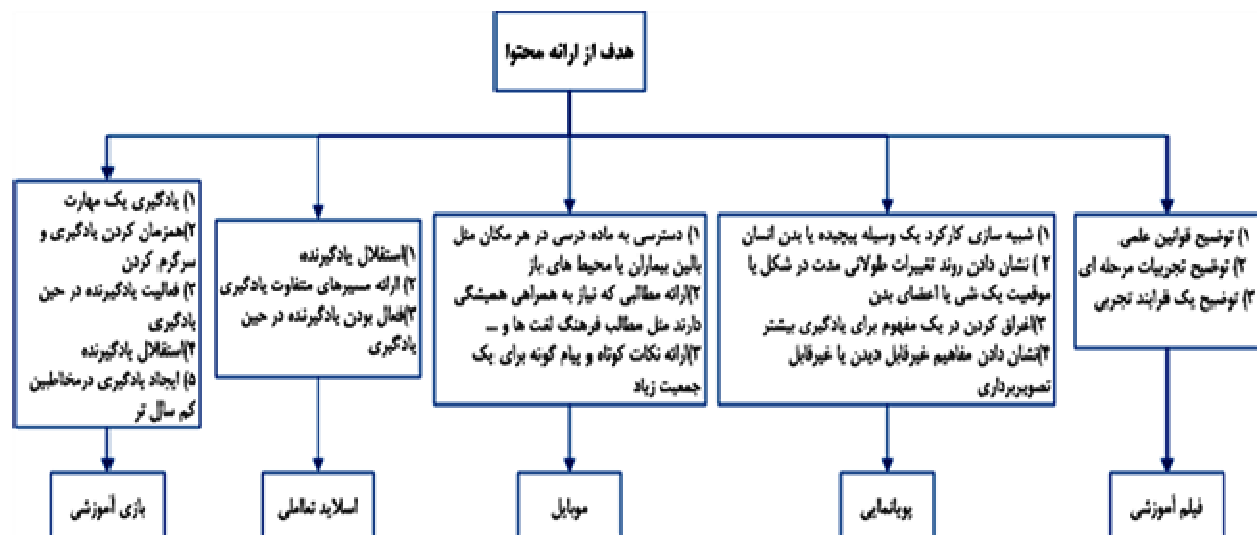 هدف از ارائه محتوا
۱) توضیح قوانین علمی
۲) توضیح تجربیات مرحله ای
۳) توضیح یک فرایند تجربی
۱) شبیه سازی کارکرد یک وسیله پیچیده یا بدن انسان
۲) نشان دادن روند تغییرات طولانی مدت در شکل یا
موقعیت یک شی یا اعضای بدن
۳)اغراق کردن در یک مفهوم برای یادگیری بیشتر
۴)نشان دادن مفاهیم غیرقابل دیدن یا غیرقابل
تصویربرداری
۱) دسترسی به ماده درسی در هر مکان مثل
بالین بیماران یا محیط های باز
۲)ارائه مطالبی که نیاز به همراهی همیشگی
دارند مثل مطالب فرهنگ لغت ها و ...
۳)ارائه نکات کوتاه و پیام گونه برای یک
جمعیت زیاد
۱)استقلال یادگیرنده
۲) ارائه مسیرهای متفاوت یادگیری
۳)فعال بودن یادگیرنده در حین
یادگیری
۱) یادگیری یک مهارت
۲)همزمان کردن یادگیری و
سرگرم کردن
۳) فعالیت یادگیرنده در حین
یادگیری
۴)استقلال یادگیرنده
۵) ایجاد یادگیری درمخاطبین
کم سال تر
فیلم آموزشی
پویانمایی
موبایل
اسلاید تعاملی
بازی آموزشی